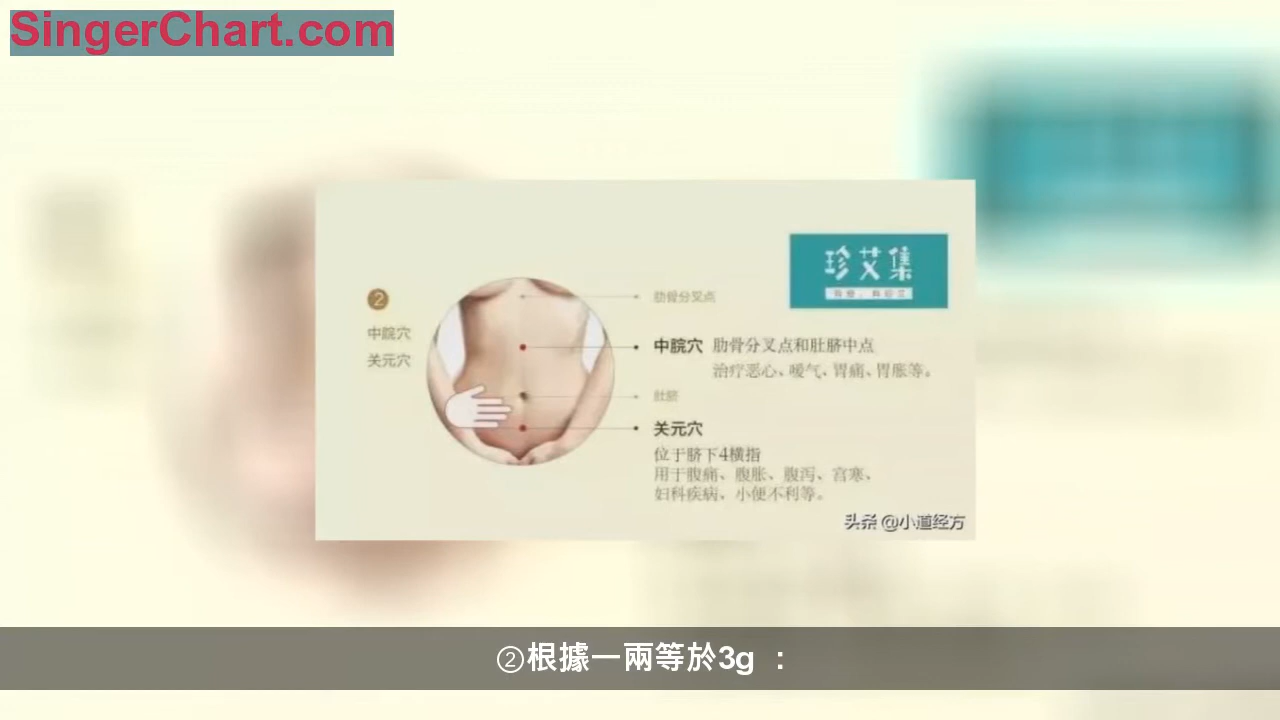 SingerChart.com
珍艾集
2
中脘穴
关元穴
肋骨分叉点
中脘穴 肋骨分叉点和肚脐中点
治疗恶心、嗳气、胃痛、胃胀等。
肚脐
关元穴
位于脐下4横指
用于腹痛、腹胀、腹泻、宫寒、
妇科疾病、小便不利等。
头条 @小道经方
②根據一兩等於3g ：